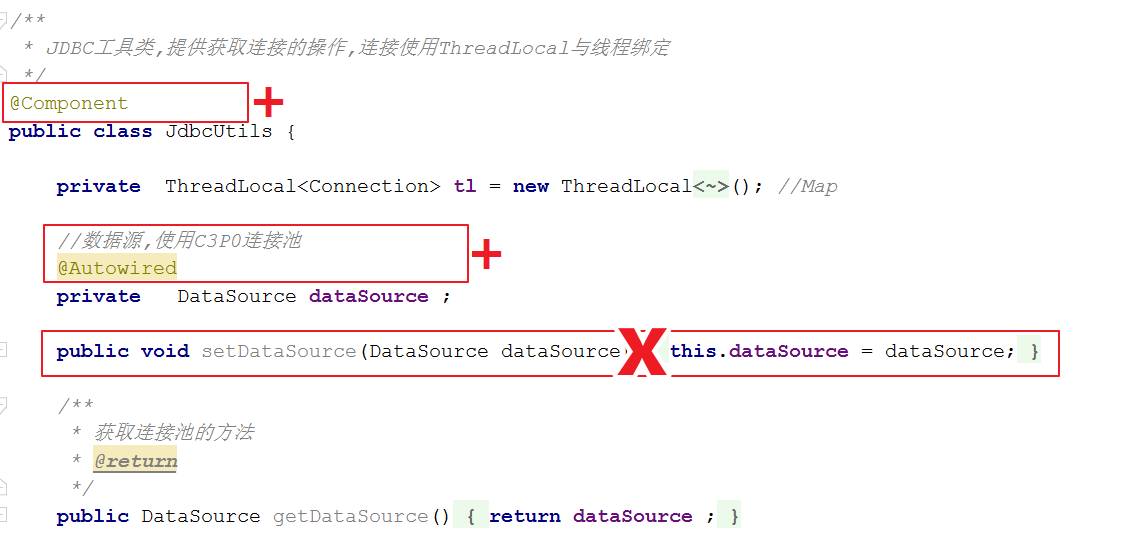 /**
* JDBC工具类,提供获取连接的操作,连接使用ThreadLocal与线程绑定
*/
@Component +
public class JdbcUtils {
private ThreadLocal<Connection> tl = new ThreadLocal<~>(); //Map
//数据源,使用C3P0连接池
@Autowired +
private DataSource dataSource ;
public void setDataSource(DataSource dataSource X this.dataSource = dataSource; }
/**
* 获取连接池的方法
* @return
*/
public DataSource getDataSource() { return dataSource ; }